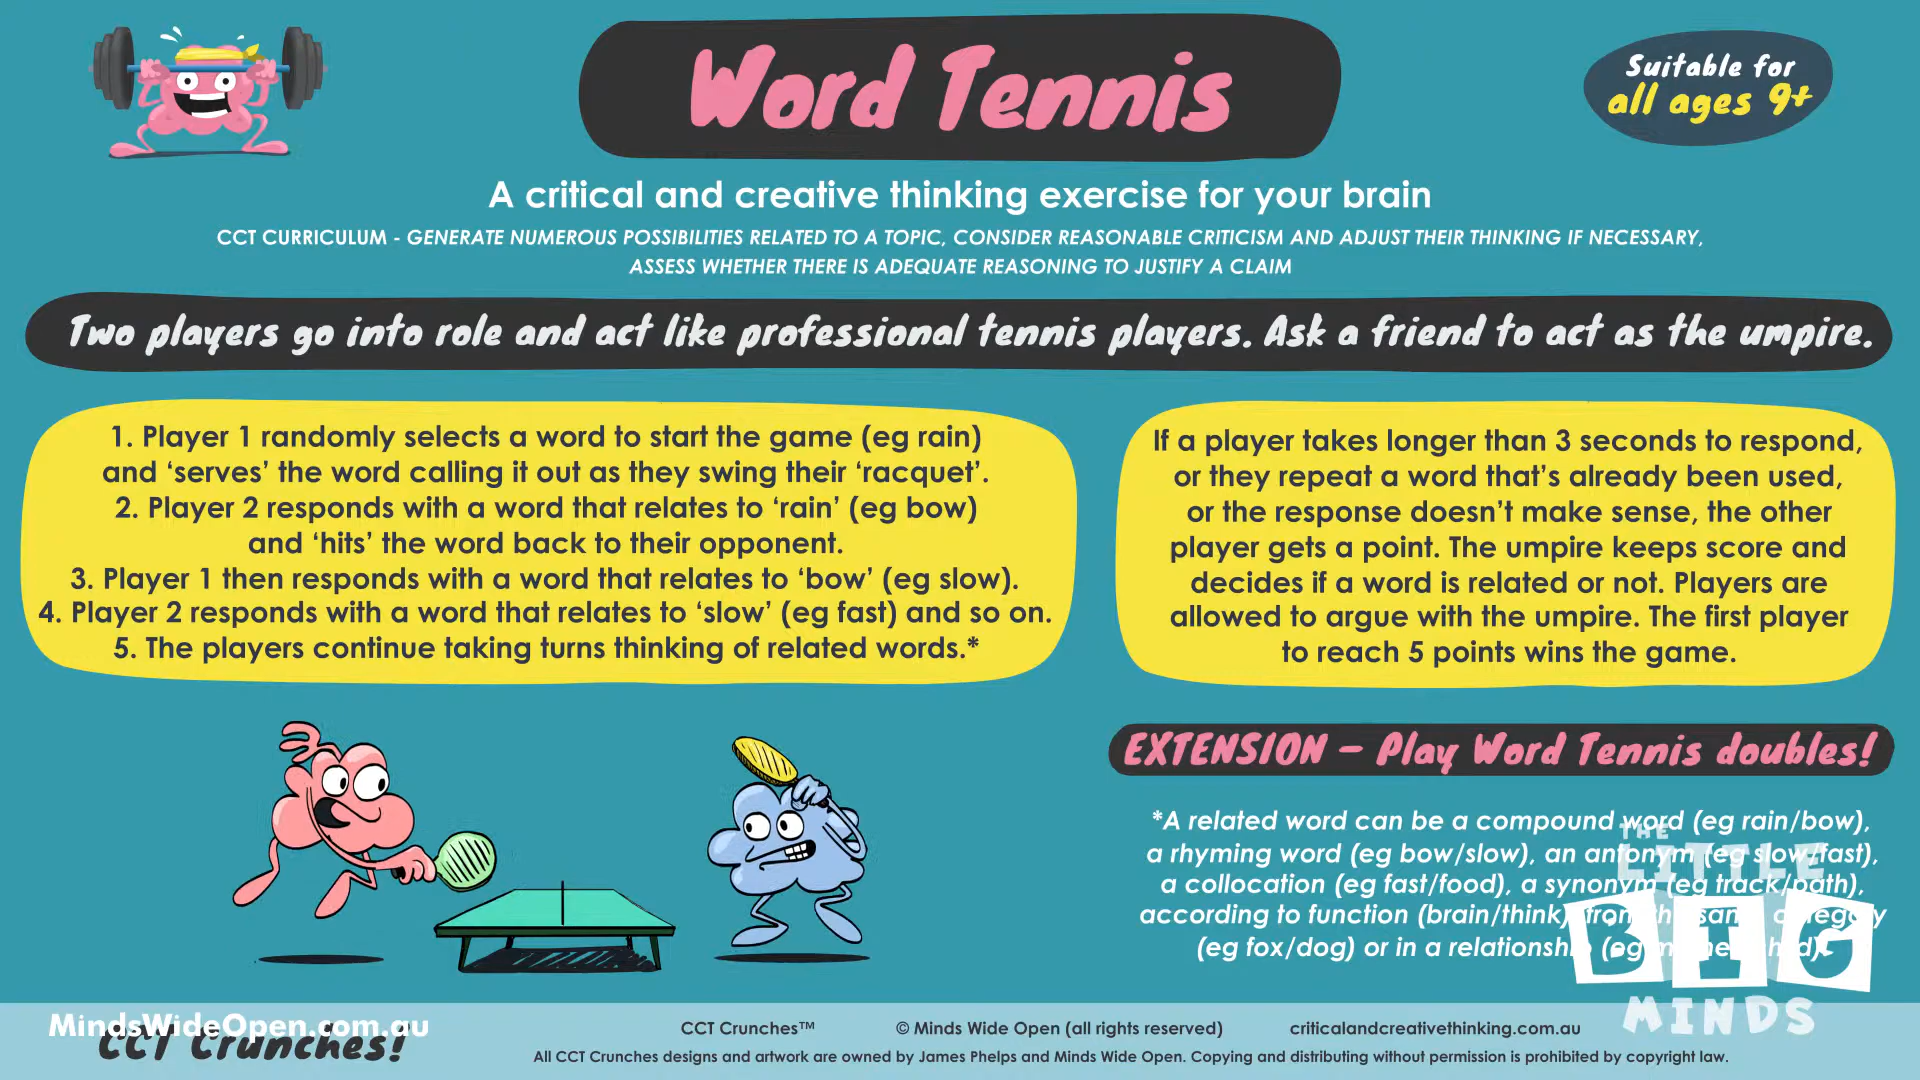 Word Tennis
Suitable for
all ages 9+
A critical and creative thinking exercise for your brain
CCT CURRICULUM - GENERATE NUMEROUS POSSIBILITIES RELATED TO A TOPIC, CONSIDER REASONABLE CRITICISM AND ADJUST THEIR THINKING IF NECESSARY,
ASSESS WHETHER THERE IS ADEQUATE REASONING TO JUSTIFY A CLAIM
Two players go into role and act like professional tennis players. Ask a friend to act as the umpire.
1. Player 1 randomly selects a word to start the game (eg rain)
and ‘serves’ the word calling it out as they swing their ‘racquet’.
2. Player 2 responds with a word that relates to ‘rain’ (eg bow)
and ‘hits’ the word back to their opponent.
3. Player 1 then responds with a word that relates to ‘bow’ (eg slow).
4. Player 2 responds with a word that relates to ‘slow’ (eg fast) and so on.
5. The players continue taking turns thinking of related words.*
If a player takes longer than 3 seconds to respond,
or they repeat a word that’s already been used,
or the response doesn’t make sense, the other
player gets a point. The umpire keeps score and
decides if a word is related or not. Players are
allowed to argue with the umpire. The first player
to reach 5 points wins the game.
EXTENSION – Play Word Tennis doubles!
*A related word can be a compound word (eg rain/bow),
a rhyming word (eg bow/slow), an antonym (eg slow/fast),
a collocation (eg fast/food), a synonym (eg track/path),
according to function (brain/think), from
(eg fox/dog) or in a relationship (eg
THE
LITTLE
BIG
MINDS
MindsWideOpen.com.au
CCT Crunches!
CCT Crunches™ © Minds Wide Open (all rights reserved) criticalandcreativethinking.com.au
All CCT Crunches designs and artwork are owned by James Phelps and Minds Wide Open. Copying and distributing without permission is prohibited by copyright law.